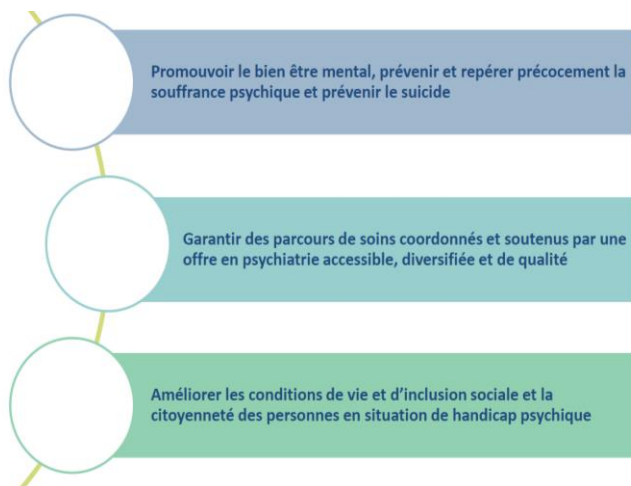 Promouvoir le bien être mental, prévenir et repérer précocement la
souffrance psychique et prévenir le suicide
Garantir des parcours de soins coordonnés et soutenus par une
offre en psychiatrie accessible, diversifiée et de qualité
Améliorer les conditions de vie et d’inclusion sociale et la
citoyenneté des personnes en situation de handicap psychique